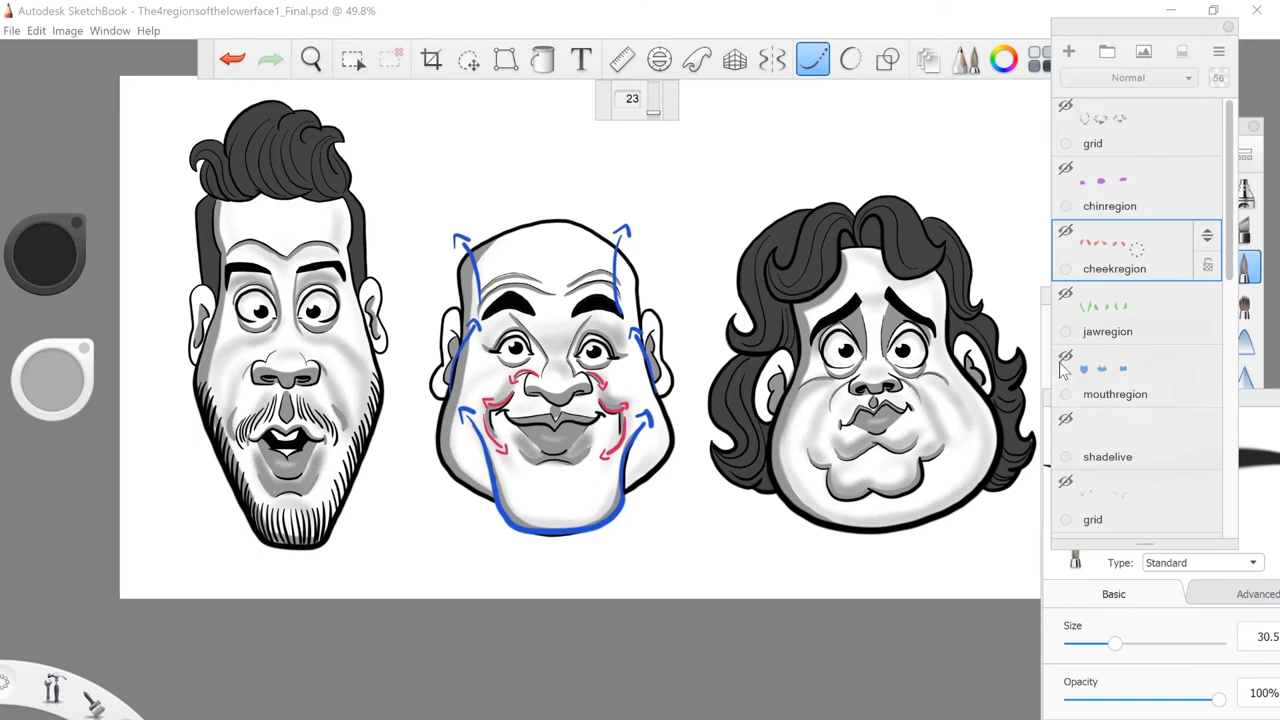 Autodesk SketchBook - The4regionsofthelowerface1_Final.psd @ 49.8%
File Edit Image Window Help
T
23
Normal
56
grid
chinregion
cheekregion
jawregion
mouthregion
shadelive
grid
Type: Standard
Basic Advanced
Size
30.5
Opacity
100%